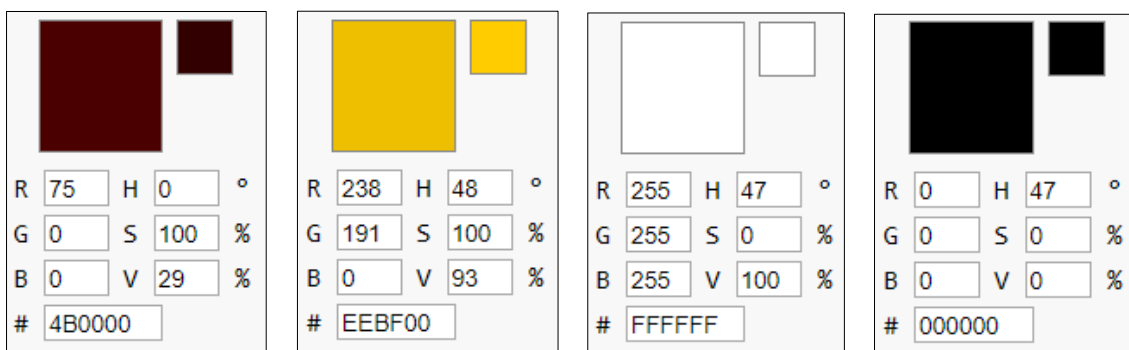 R 75 H 0 º
G 0 S 100 %
B 0 V 29 %
# 4B0000
R 238 H 48 º
G 191 S 100 %
B 0 V 93 %
# EEBF00
R 255 H 47 º
G 255 S 0 %
B 255 V 100 %
# FFFFFF
R 0 H 47 º
G 0 S 0 %
B 0 V 0 %
# 000000